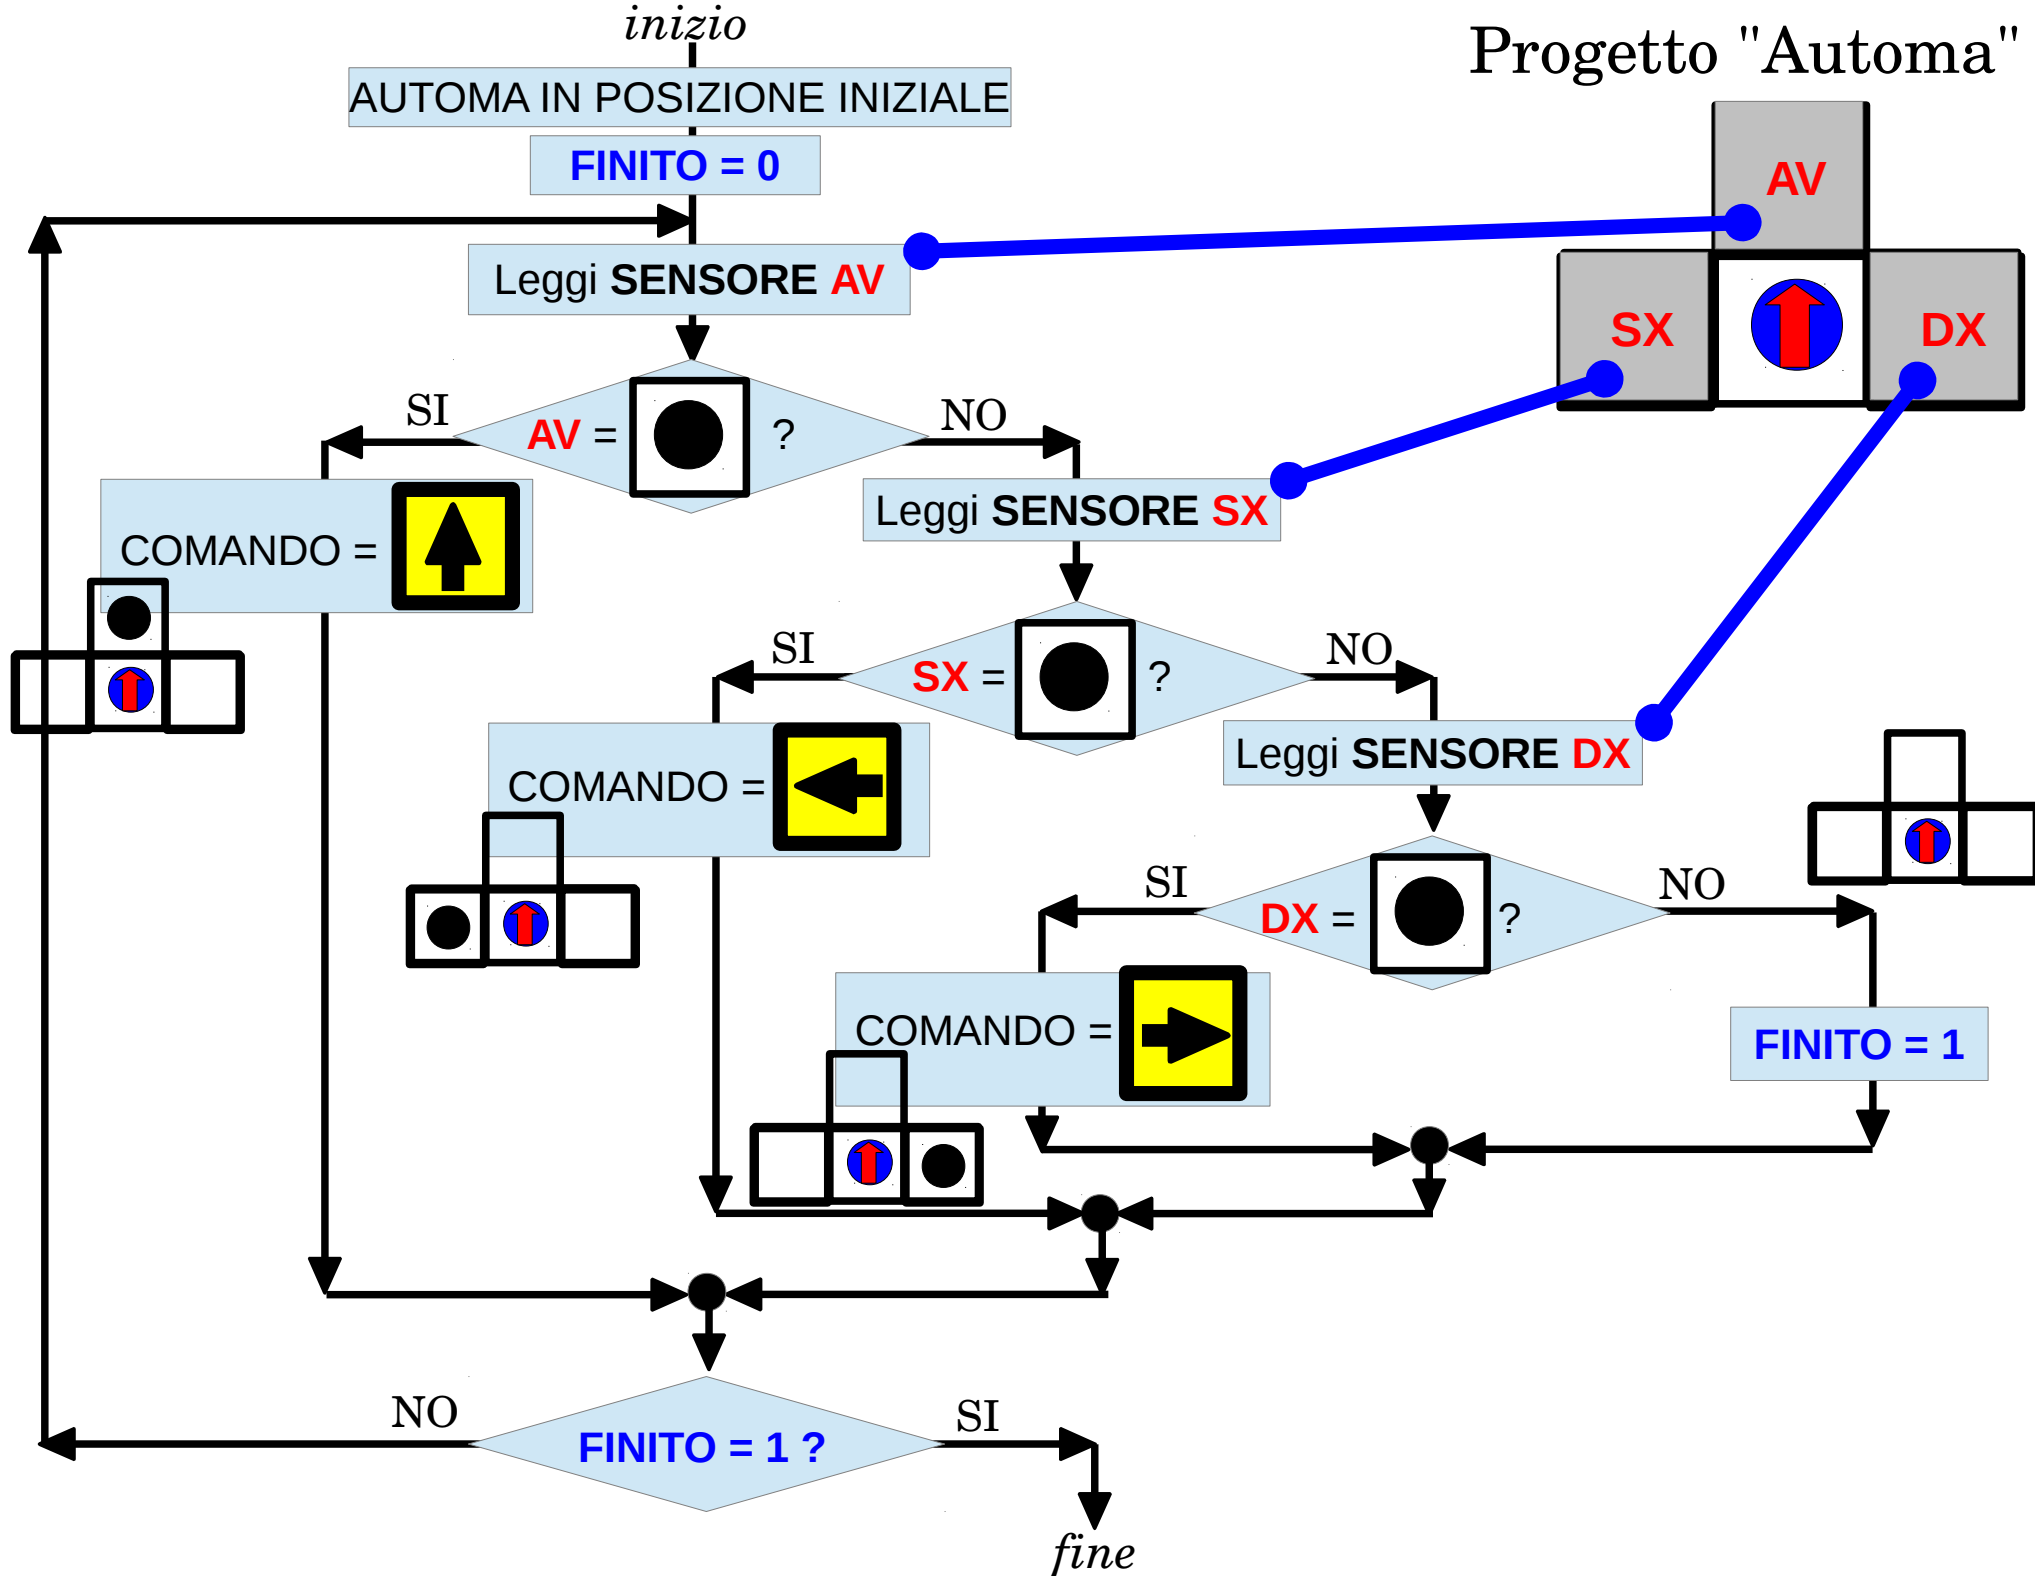 inizio
Progetto "Automa"
AUTOMA IN POSIZIONE INIZIALE
FINITO = 0
AV
Leggi SENSORE AV
SX
DX
SI
AV = ?
NO
Leggi SENSORE SX
COMANDO =
SI
SX = ?
NO
Leggi SENSORE DX
COMANDO =
SI
DX = ?
NO
COMANDO =
FINITO = 1
NO
FINITO = 1 ?
SI
fine